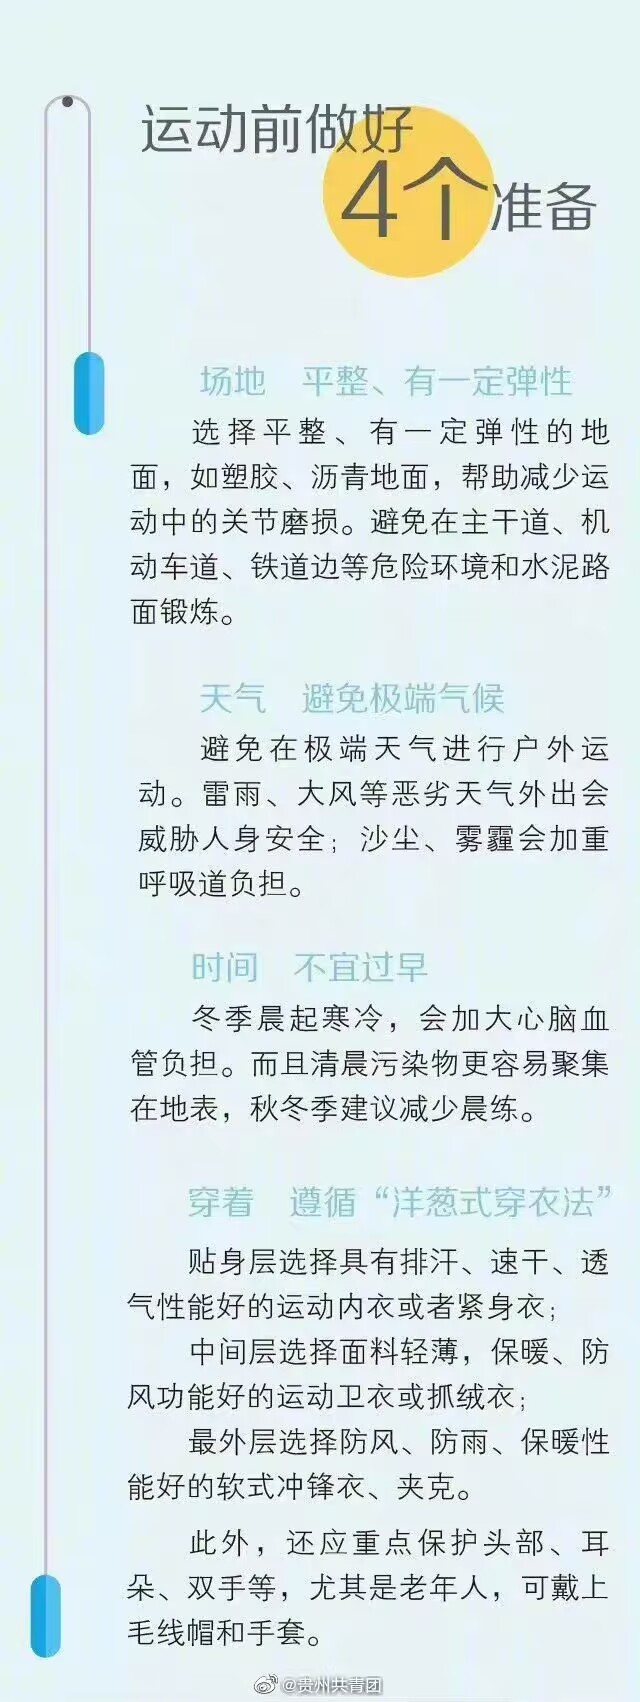 运动前做好
4个准备
场地 平整、有一定弹性
选择平整、有一定弹性的地
面，如塑胶、沥青地面，帮助减少运
动中的关节磨损。避免在主干道、机
动车道、铁道边等危险环境和水泥路
面锻炼。
天气 避免极端气候
避免在极端天气进行户外运
动。雷雨、大风等恶劣天气外出会
威胁人身安全；沙尘、雾霾会加重
呼吸道负担。
时间 不宜过早
冬季晨起寒冷，会加大心脑血
管负担。而且清晨污染物更容易聚集
在地表，秋冬季建议减少晨练。
穿着 遵循“洋葱式穿衣法”
贴身层选择具有排汗、速干、透
气性能好的运动内衣或者紧身衣；
中间层选择面料轻薄，保暖、防
风功能好的运动卫衣或抓绒衣；
最外层选择防风、防雨、保暖性
能好的软式冲锋衣、夹克。
此外，还应重点保护头部、耳
朵、双手等，尤其是老年人，可戴上
毛线帽和手套。
@贵州共青团